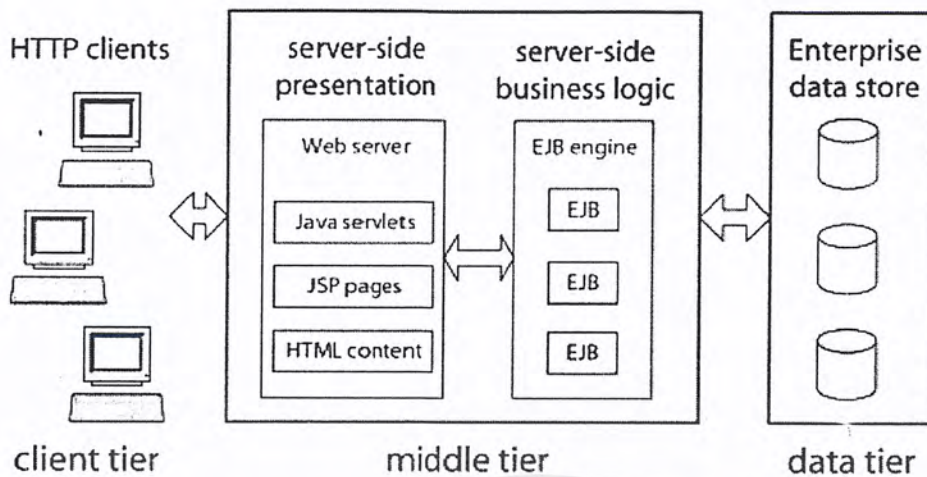 HTTP clients
server-side
presentation
server-side
business logic
Enterprise
data store
Web server
Java servlets
JSP pages
HTML content
EJB engine
EJB
EJB
EJB
client tier
middle tier
data tier